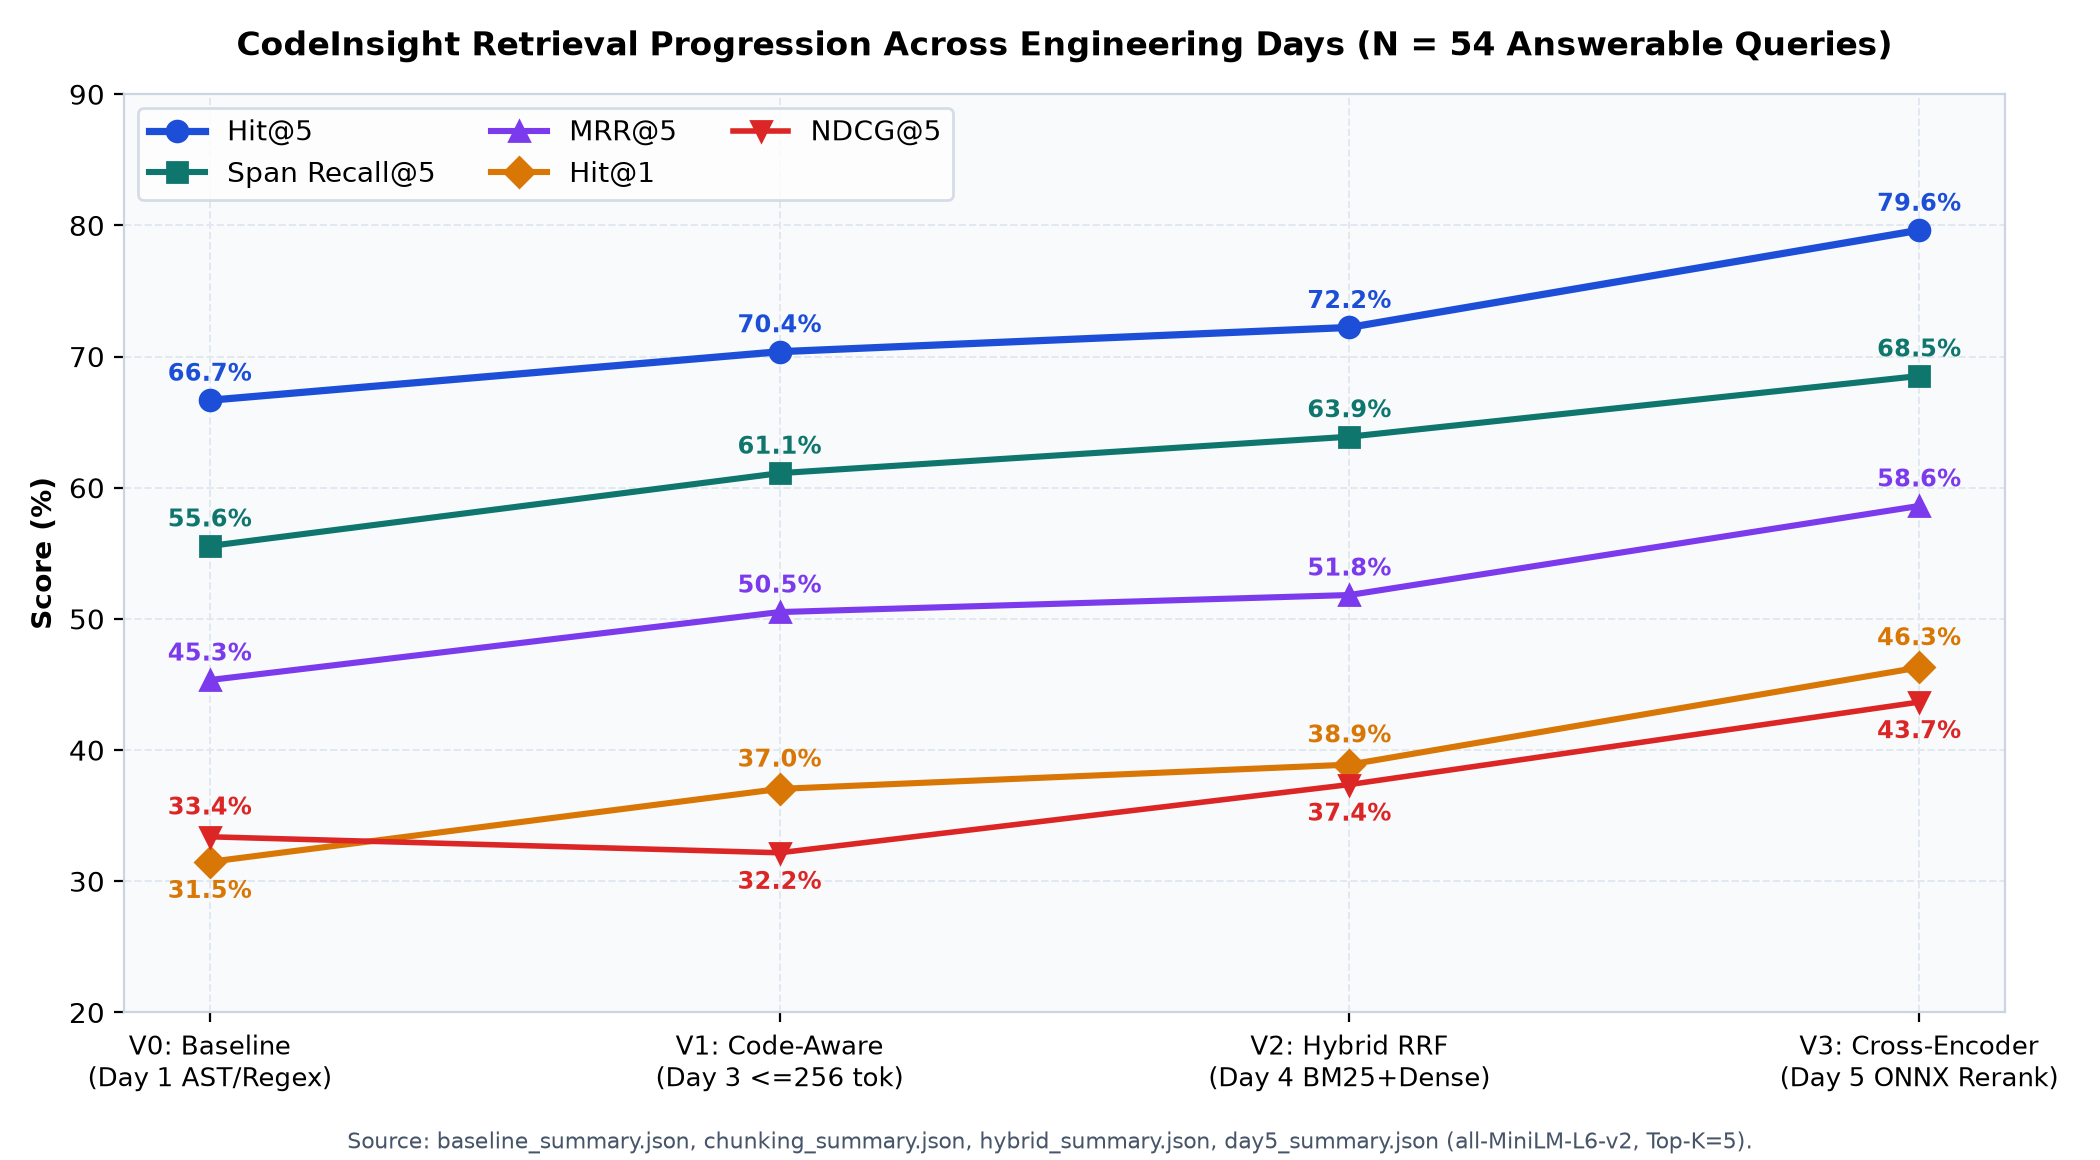 CodeInsight Retrieval Progression Across Engineering Days (N = 54 Answerable Queries)
Hit@5
Span Recall@5
MRR@5
Hit@1
NDCG@5
Score (%)
90
80
70
60
50
40
30
20
66.7%
70.4%
72.2%
79.6%
55.6%
61.1%
63.9%
68.5%
45.3%
50.5%
51.8%
58.6%
31.5%
37.0%
38.9%
46.3%
33.4%
32.2%
37.4%
43.7%
V0: Baseline
(Day 1 AST/Regex)
V1: Code-Aware
(Day 3 <=256 tok)
V2: Hybrid RRF
(Day 4 BM25+Dense)
V3: Cross-Encoder
(Day 5 ONNX Rerank)
Source: baseline_summary.json, chunking_summary.json, hybrid_summary.json, day5_summary.json (all-MiniLM-L6-v2, Top-K=5).